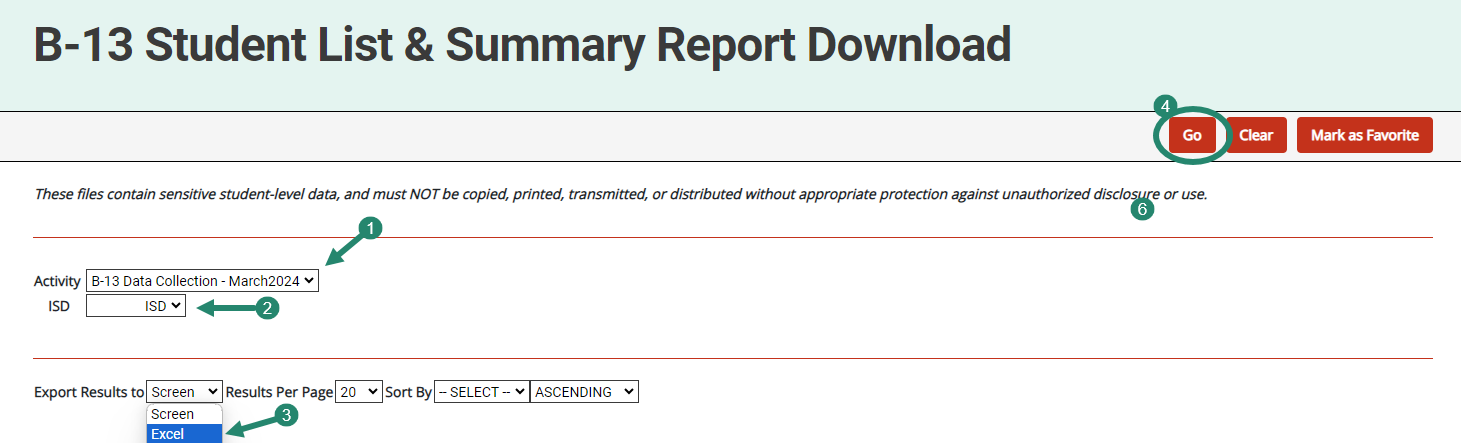 B-13 Student List & Summary Report Download
4
Go Clear Mark as Favorite
These files contain sensitive student-level data, and must NOT be copied, printed, transmitted, or distributed without appropriate protection against unauthorized disclosure or use.
6
1
Activity B-13 Data Collection - March2024
ISD ISD 2
Export Results to Screen Results Per Page 20 Sort By -- SELECT -- ASCENDING
Screen 3
Excel